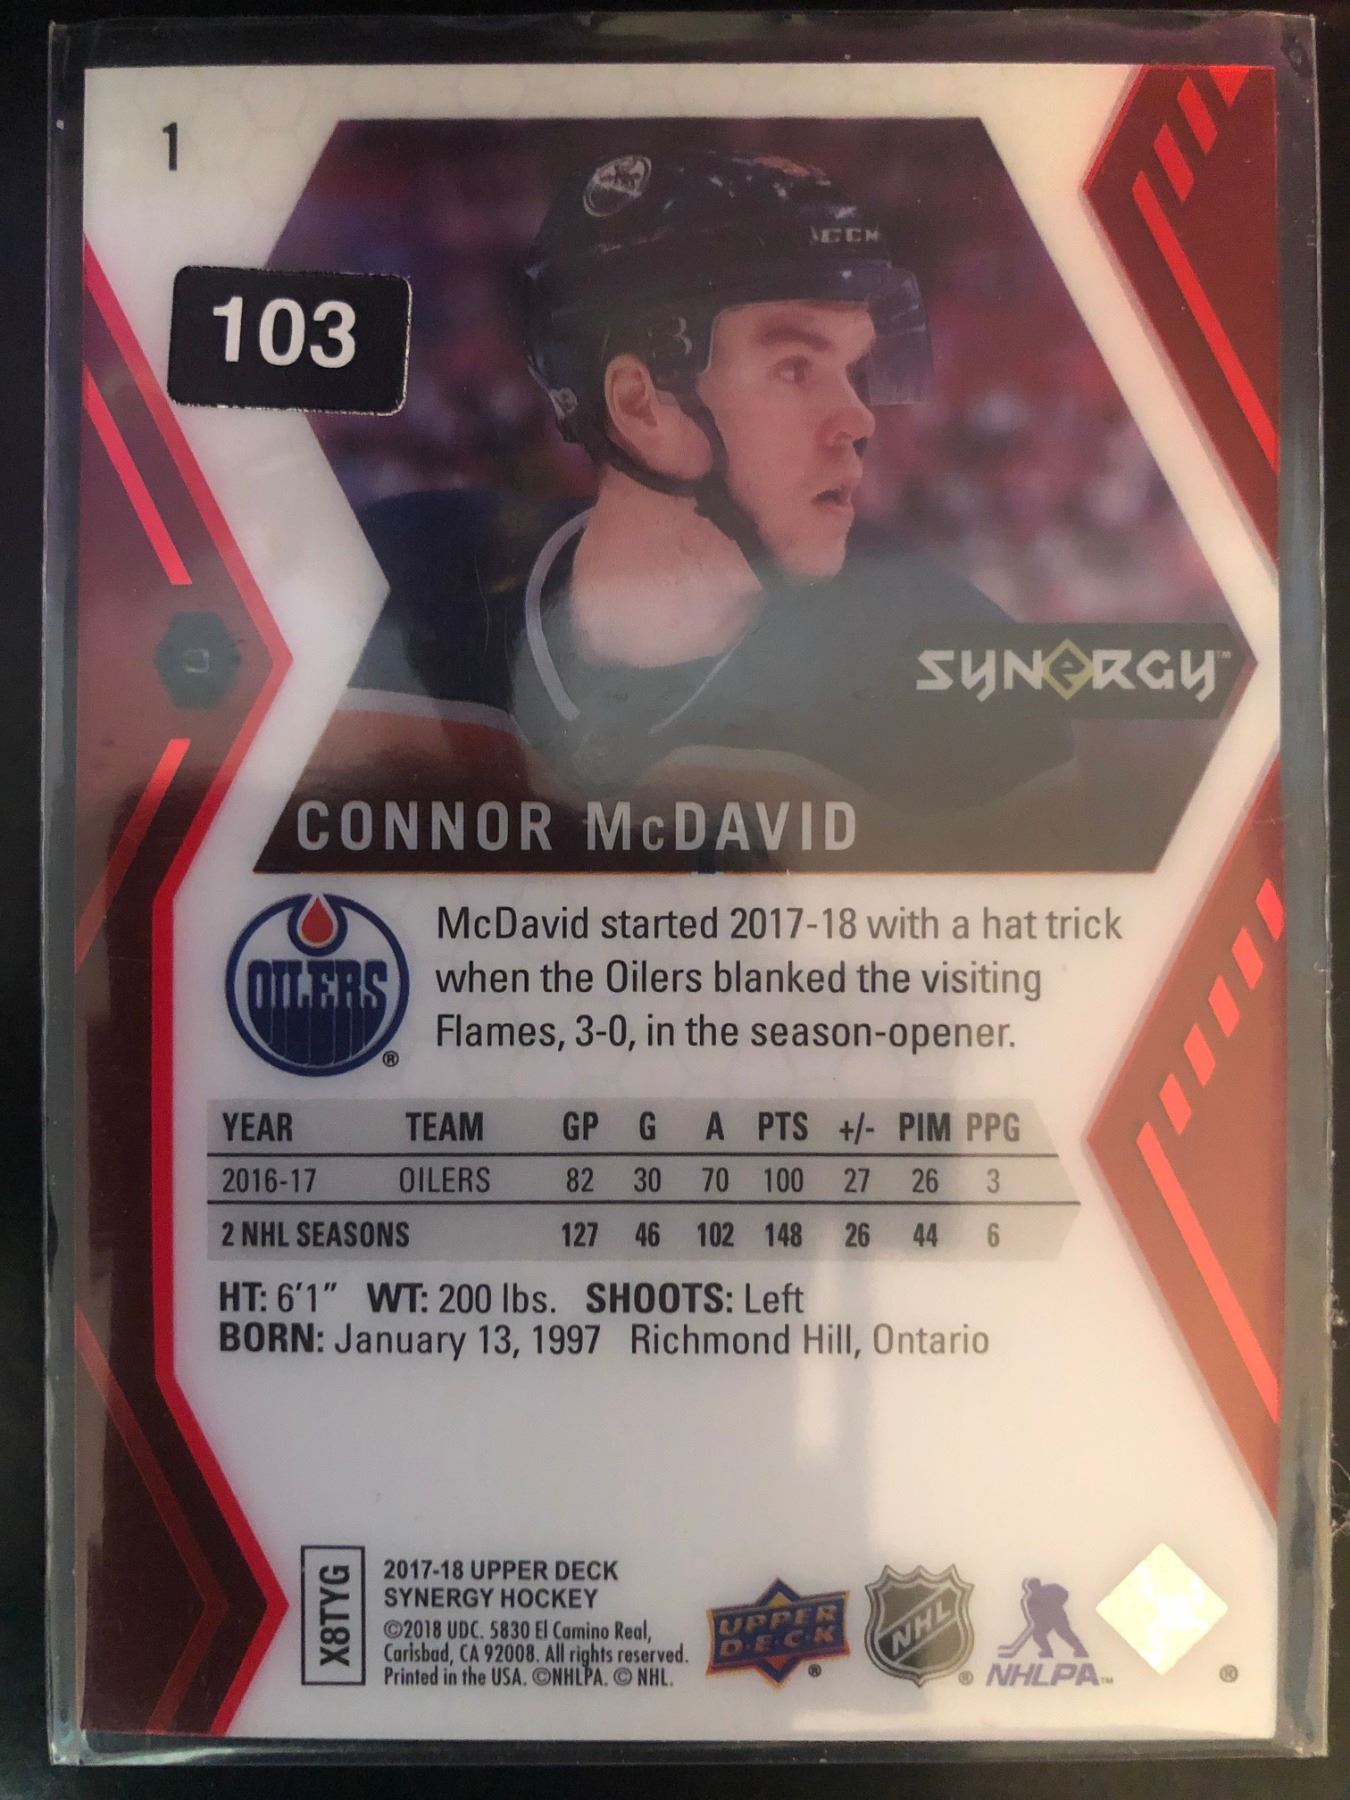 1
CCM
103
SYNERGY™
CONNOR McDAVID
OILERS ®
McDavid started 2017-18 with a hat trick
when the Oilers blanked the visiting
Flames, 3-0, in the season-opener.
YEAR TEAM GP G A PTS +/- PIM PPG
2016-17 OILERS 82 30 70 100 27 26 3
2 NHL SEASONS 127 46 102 148 26 44 6
HT: 6'1" WT: 200 lbs. SHOOTS: Left
BORN: January 13, 1997 Richmond Hill, Ontario
X8TYG
2017-18 UPPER DECK
SYNERGY HOCKEY
©2018 UDC. 5830 El Camino Real,
Carlsbad, CA 92008. All rights reserved.
Printed in the USA. ©NHLPA. © NHL.
UPPER
DECK ®
NHL ®
NHLPA™
®